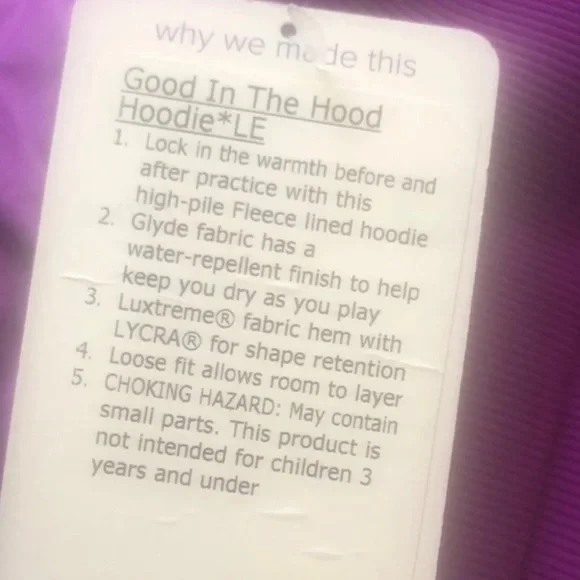 why we made this
Good In The Hood
Hoodie*LE
1. Lock in the warmth before and
after practice with this
high-pile Fleece lined hoodie
2. Glyde fabric has a
water-repellent finish to help
keep you dry as you play
3. Luxtreme® fabric hem with
LYCRA® for shape retention
4. Loose fit allows room to layer
5. CHOKING HAZARD: May contain
small parts. This product is
not intended for children 3
years and under